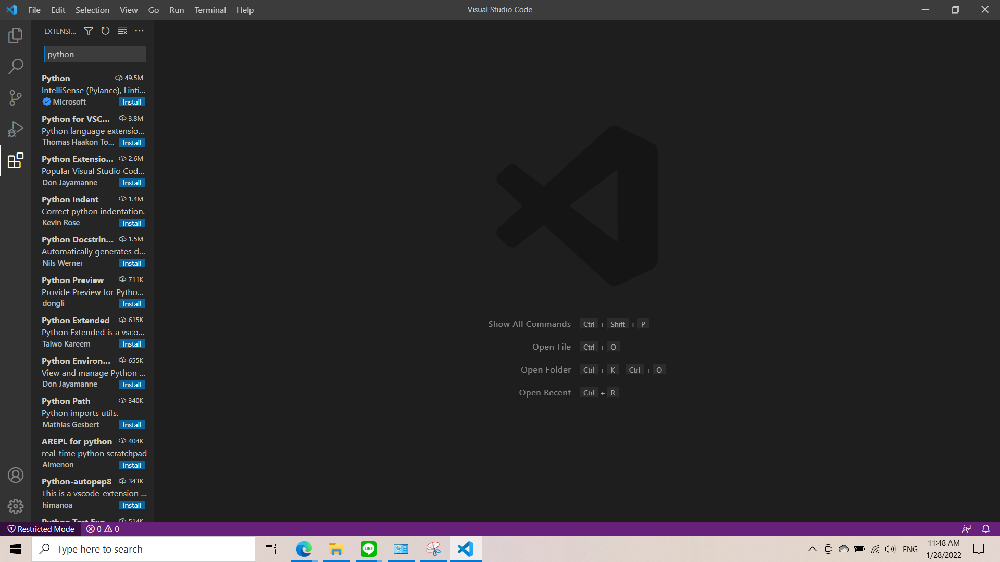 File Edit Selection View Go Run Terminal Help
Visual Studio Code
EXTENSI...
python
Python 49.5M
IntelliSense (Pylance), Linti...
Microsoft Install
Python for VSC... 3.8M
Python language extensio...
Thomas Haakon To... Install
Python Extensio... 2.6M
Popular Visual Studio Cod...
Don Jayamanne Install
Python Indent 1.4M
Correct python indentation.
Kevin Rose Install
Python Docstrin... 1.5M
Automatically generates d...
Nils Werner Install
Python Preview 711K
Provide Preview for Pytho...
dongli Install
Python Extended 615K
Python Extended is a vsco...
Taiwo Kareem Install
Python Environ... 655K
View and manage Python ...
Don Jayamanne Install
Python Path 340K
Python imports utils.
Mathias Gesbert Install
AREPL for python 404K
real-time python scratchpad
Almenon Install
Python-autopep8 343K
This is a vscode-extension ...
himanoa Install
Python Test Exp... 514K
Show All Commands Ctrl + Shift + P
Open File Ctrl + O
Open Folder Ctrl + K Ctrl + O
Open Recent Ctrl + R
Restricted Mode 0 0
Type here to search
LINE
ENG
11:48 AM
1/28/2022